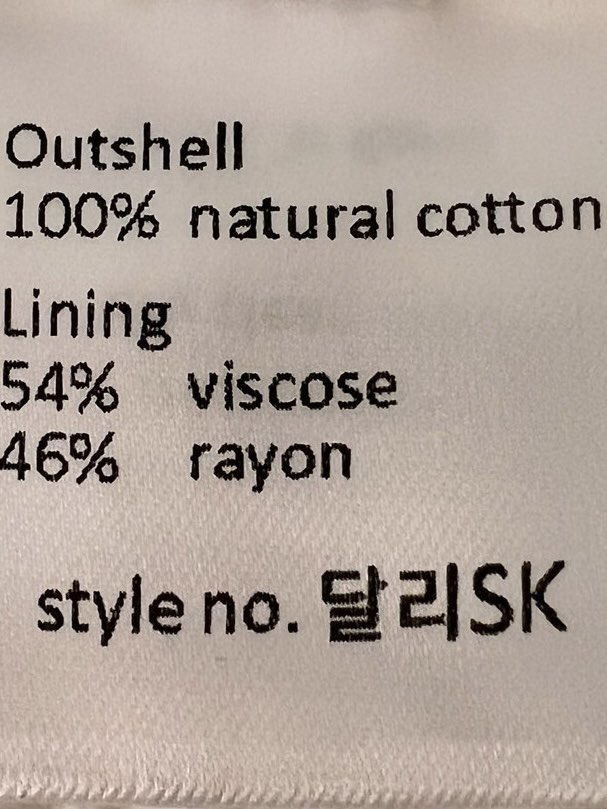 Outshell
100% natural cotton
Lining
54% viscose
46% rayon
style no. 달리SK